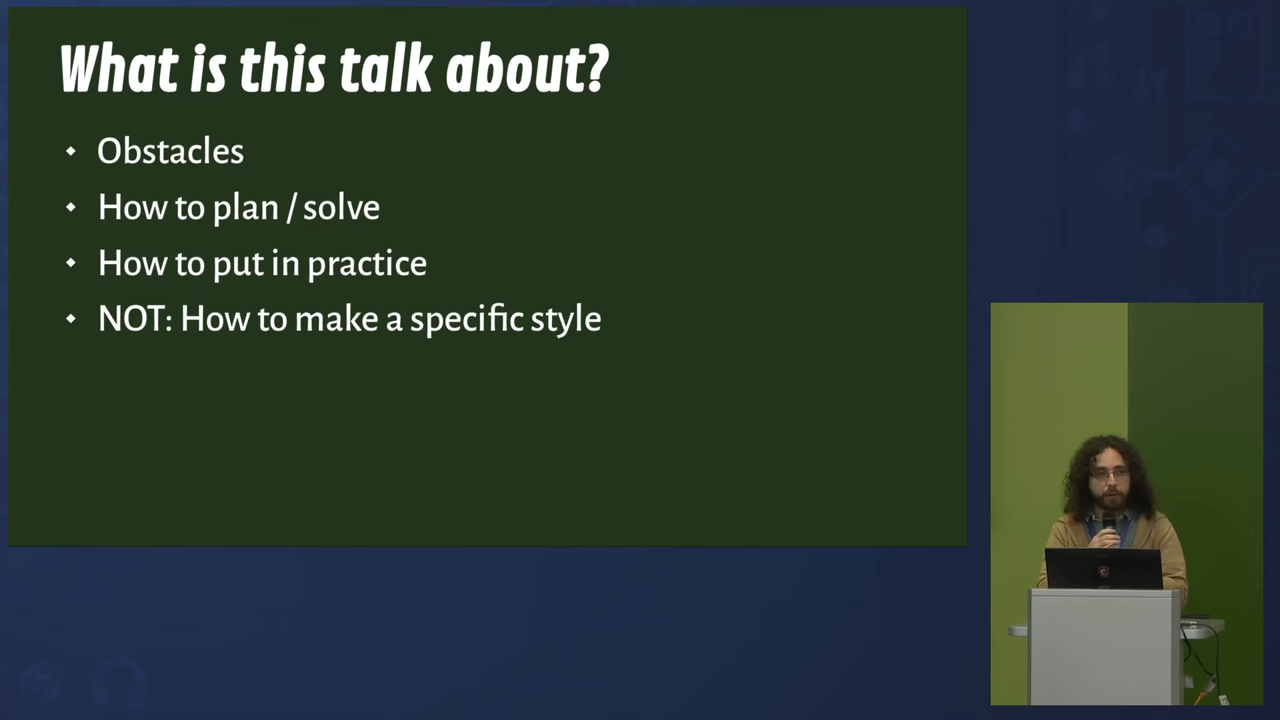 What is this talk about?
Obstacles
How to plan / solve
How to put in practice
NOT: How to make a specific style